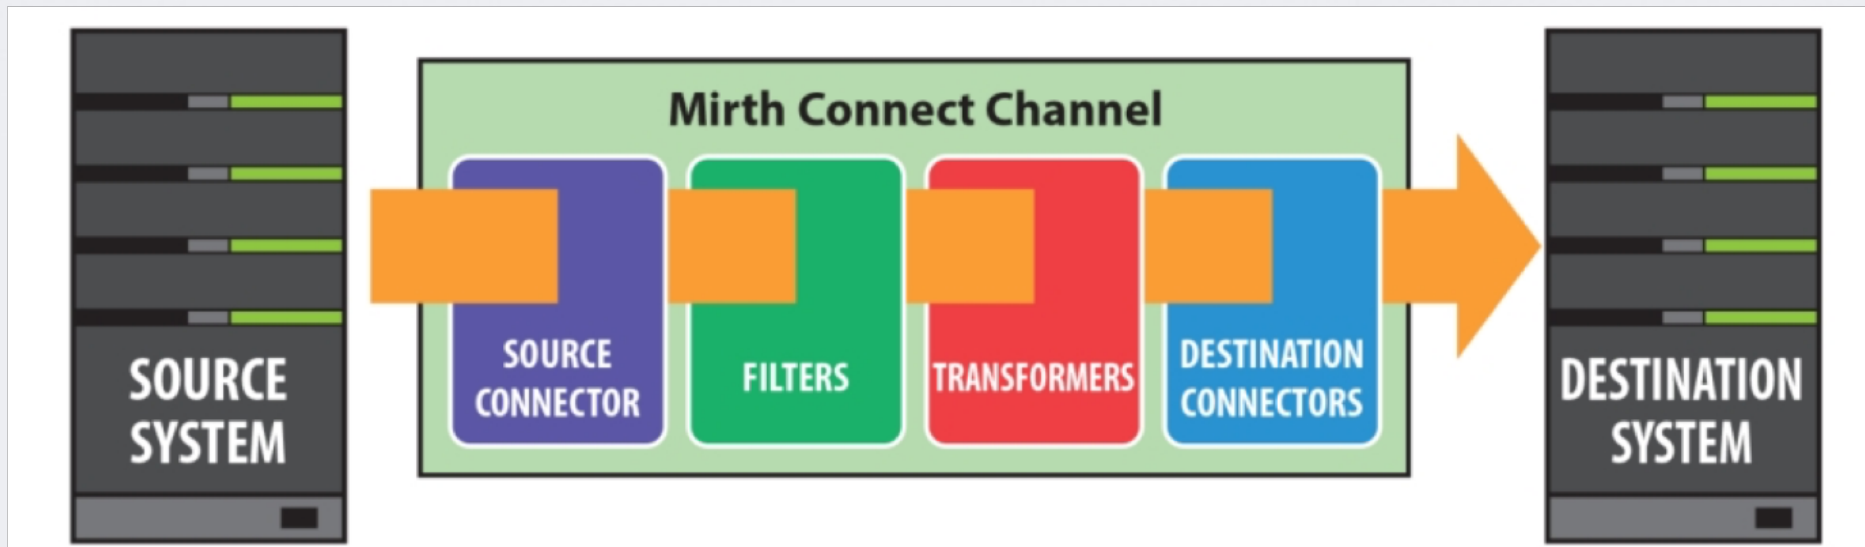 Mirth Connect Channel
SOURCE
SYSTEM
SOURCE
CONNECTOR
FILTERS
TRANSFORMERS
DESTINATION
CONNECTORS
DESTINATION
SYSTEM